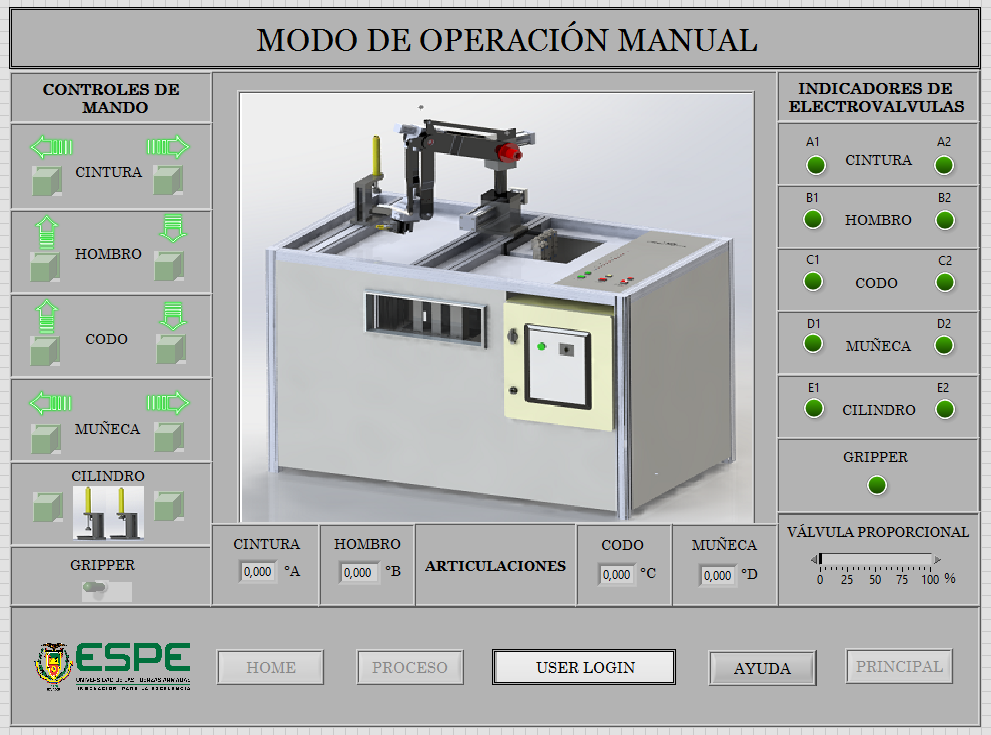 MODO DE OPERACIÓN MANUAL
CONTROLES DE
MANDO
CINTURA
HOMBRO
CODO
MUÑECA
CILINDRO
GRIPPER
INDICADORES DE
ELECTROVALVULAS
A1 CINTURA A2
B1 HOMBRO B2
C1 CODO C2
D1 MUÑECA D2
E1 CILINDRO E2
GRIPPER
VÁLVULA PROPORCIONAL
0 25 50 75 100 %
CINTURA
0,000 °A
HOMBRO
0,000 °B
ARTICULACIONES
CODO
0,000 °C
MUÑECA
0,000 °D
ESPE
UNIVERSIDAD DE LAS FUERZAS ARMADAS
INNOVACIÓN PARA LA EXCELENCIA
HOME
PROCESO
USER LOGIN
AYUDA
PRINCIPAL